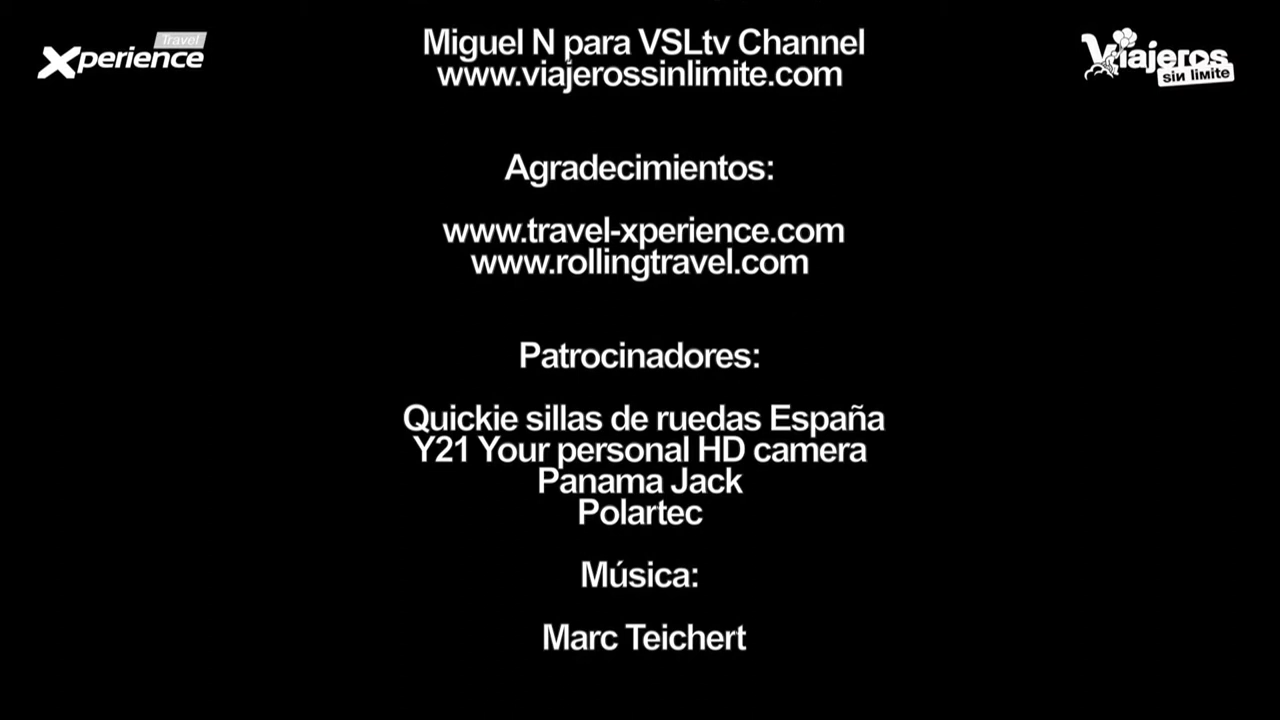 Travel
Xperience
Viajeros
sin limite
Miguel N para VSLtv Channel
www.viajerossinlimite.com
Agradecimientos:
www.travel-xperience.com
www.rollingtravel.com
Patrocinadores:
Quickie sillas de ruedas España
Y21 Your personal HD camera
Panama Jack
Polartec
Música:
Marc Teichert